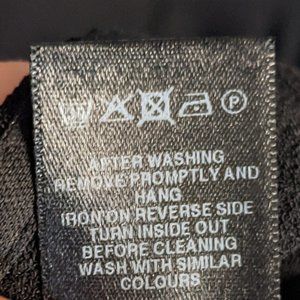 P
AFTER WASHING
REMOVE PROMPTLY AND
HANG
IRON ON REVERSE SIDE
TURN INSIDE OUT
BEFORE CLEANING
WASH WITH SIMILAR
COLOURS